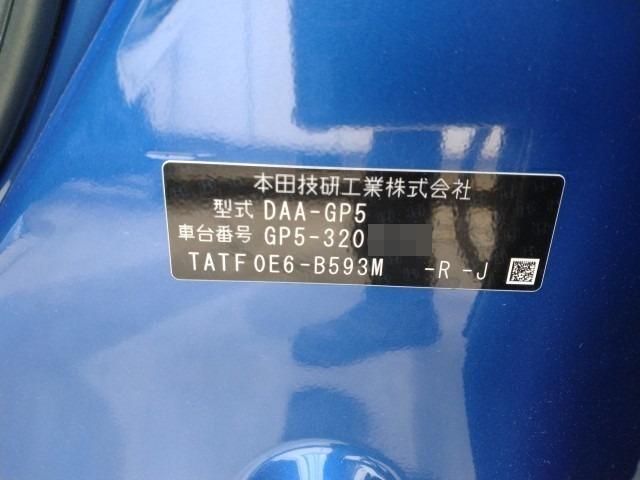 本田技研工業株式会社
型式 DAA-GP5
車台番号 GP5-320
TATF0E6-B593M -R -J